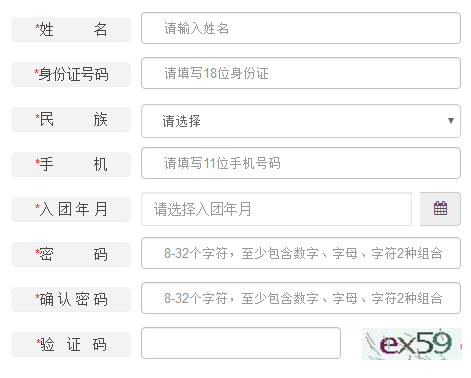 *姓 名 请输入姓名
*身份证号码 请填写18位身份证
*民 族 请选择
*手 机 请填写11位手机号码
*入团年月 请选择入团年月
*密 码 8-32个字符，至少包含数字、字母、字符2种组合
*确认密码 8-32个字符，至少包含数字、字母、字符2种组合
*验 证 码 ex59